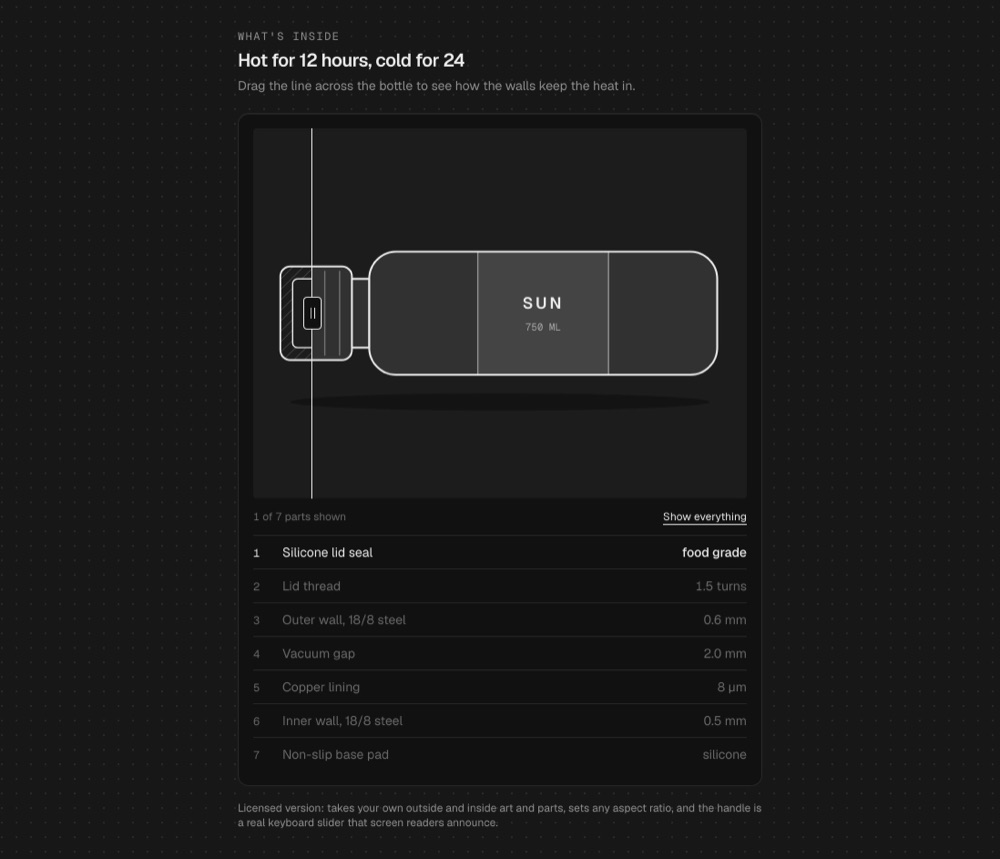 WHAT'S INSIDE
Hot for 12 hours, cold for 24
Drag the line across the bottle to see how the walls keep the heat in.
SUN
750 ML
1 of 7 parts shown Show everything
1 Silicone lid seal food grade
2 Lid thread 1.5 turns
3 Outer wall, 18/8 steel 0.6 mm
4 Vacuum gap 2.0 mm
5 Copper lining 8 µm
6 Inner wall, 18/8 steel 0.5 mm
7 Non-slip base pad silicone
Licensed version: takes your own outside and inside art and parts, sets any aspect ratio, and the handle is
a real keyboard slider that screen readers announce.